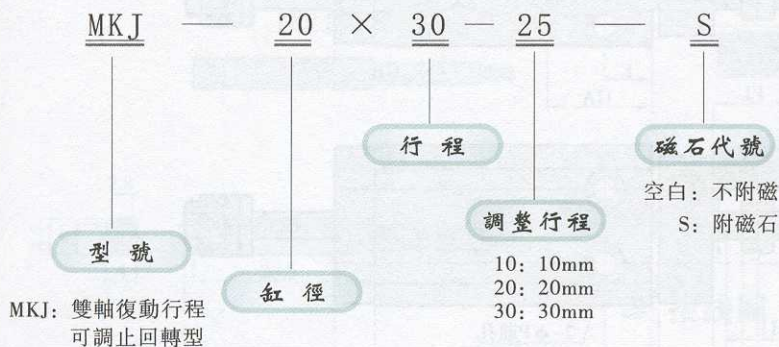 MKJ — 20 × 30 — 25 — S
行程
磁石代號
空白：不附磁
S：附磁石
調整行程
10：10mm
20：20mm
30：30mm
型號
缸徑
MKJ：雙軸復動行程
可調止回轉型